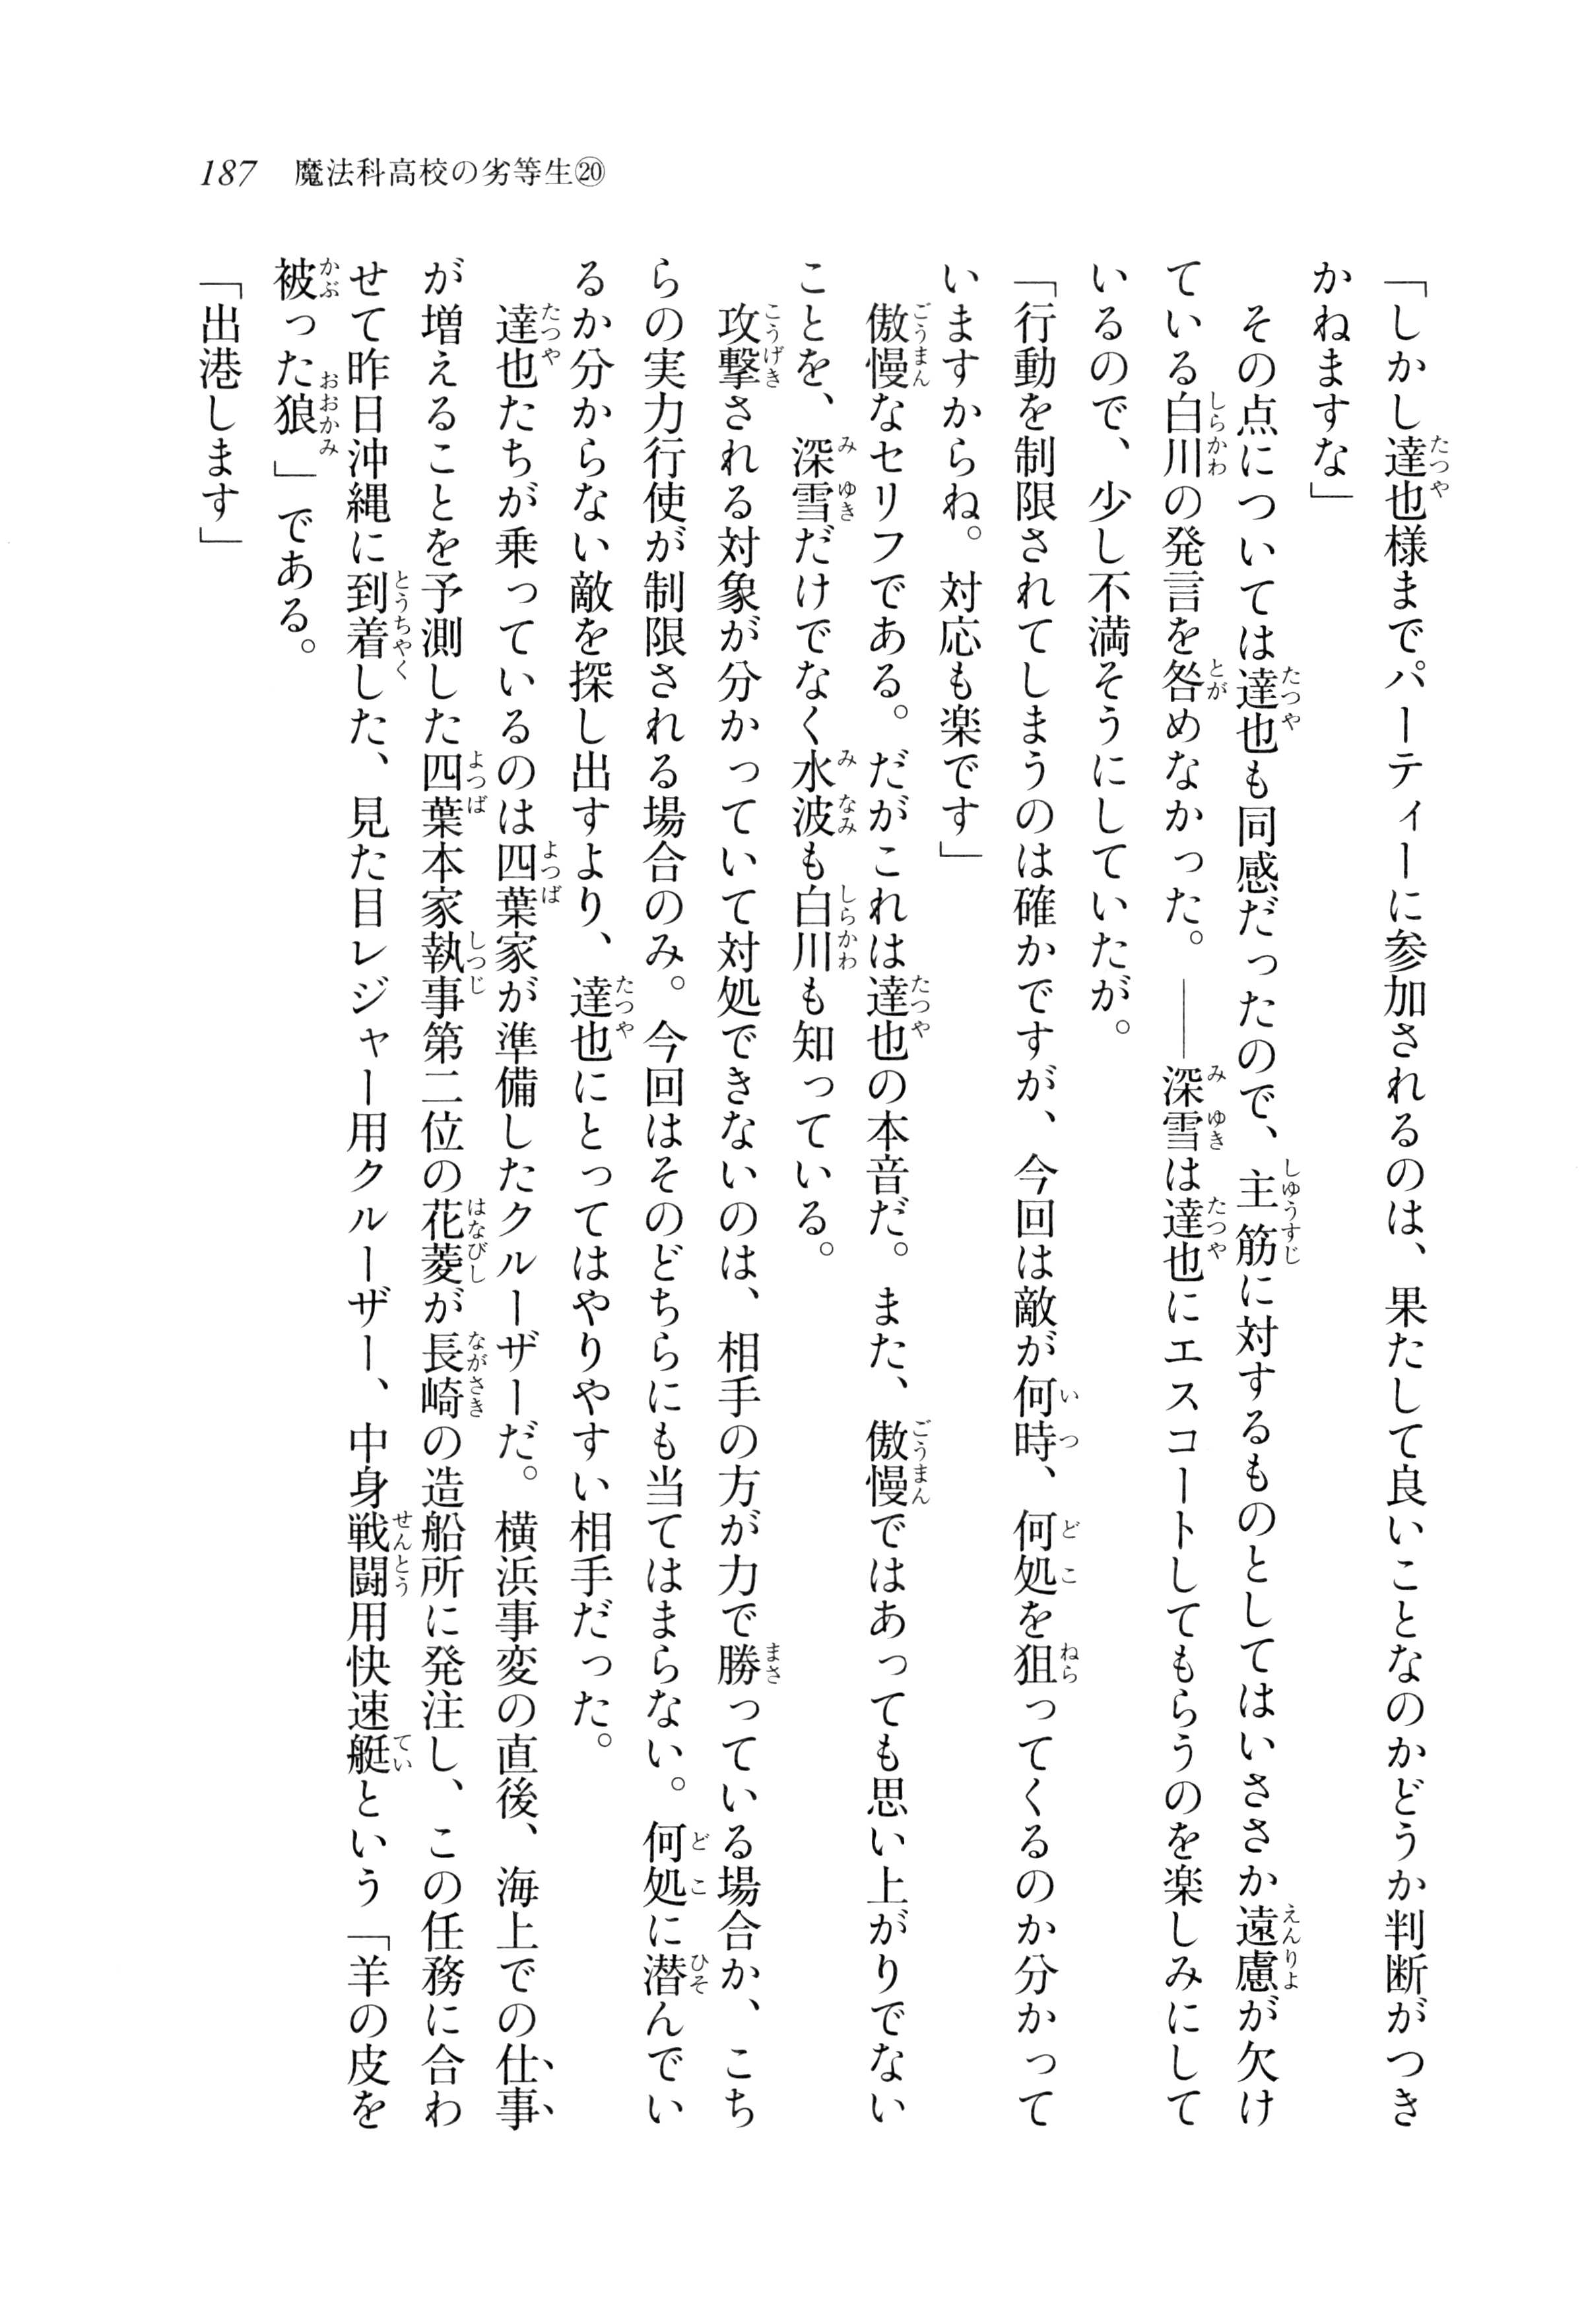 187　魔法科高校の劣等生⑳
「しかし達也様までパーティーに参加されるのは、果たして良いことなのかどうか判断がつき
かねますな」
　その点については達也も同感だったので、主筋に対するものとしてはいささか遠慮が欠け
ている白川の発言を咎めなかった。――深雪は達也にエスコートしてもらうのを楽しみにして
いるので、少し不満そうにしていたが。
「行動を制限されてしまうのは確かですが、今回は敵が何時、何処を狙ってくるのか分かって
いますからね。対応も楽です」
　傲慢なセリフである。だがこれは達也の本音だ。また、傲慢ではあっても思い上がりでない
ことを、深雪だけでなく水波も白川も知っている。
　攻撃される対象が分かっていて対処できないのは、相手の方が力で勝っている場合か、こち
らの実力行使が制限される場合のみ。今回はそのどちらにも当てはまらない。何処に潜んでい
るか分からない敵を探し出すより、達也にとってはやりやすい相手だった。
　達也たちが乗っているのは四葉家が準備したクルーザーだ。横浜事変の直後、海上での仕事
が増えることを予測した四葉本家執事第二位の花菱が長崎の造船所に発注し、この任務に合わ
せて昨日沖縄に到着した、見た目レジャー用クルーザー、中身戦闘用快速艇という「羊の皮を
被った狼」である。
「出港します」